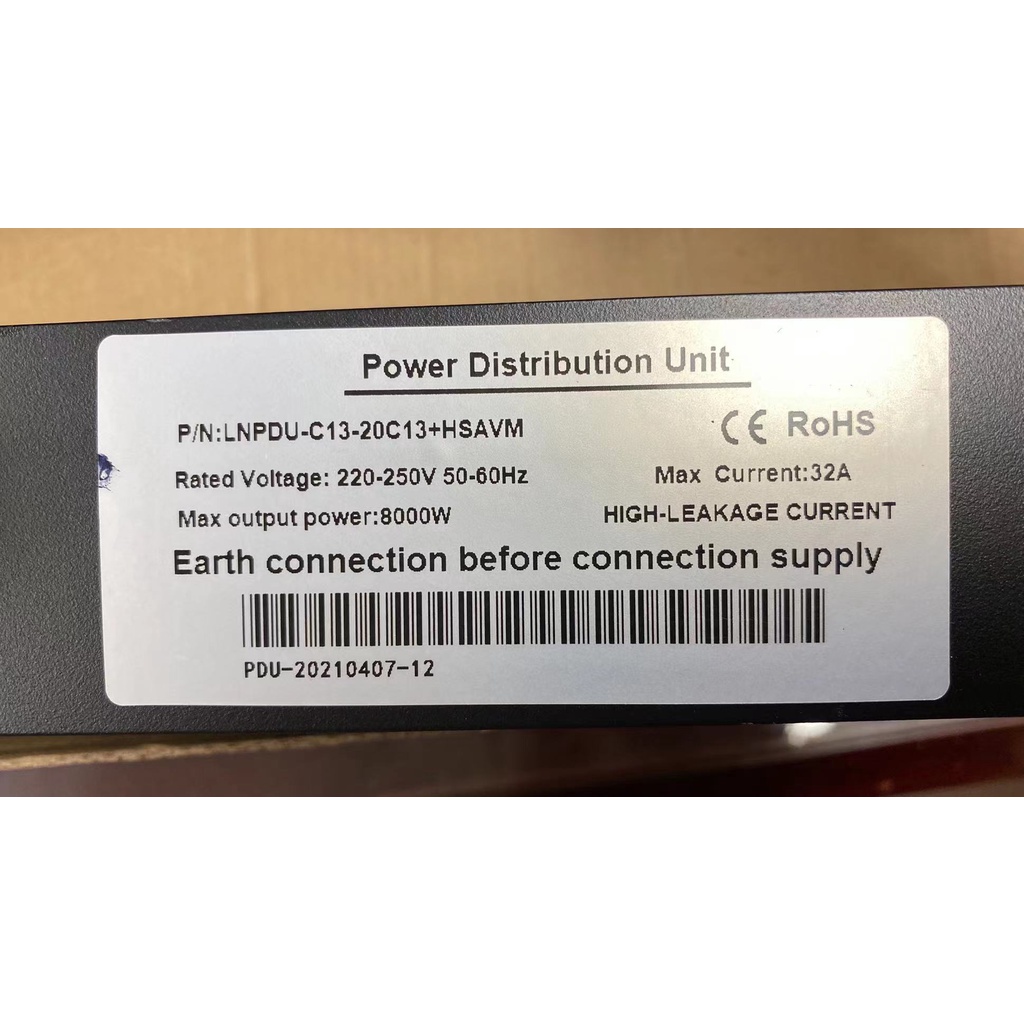 Power Distribution Unit
P/N:LNPDU-C13-20C13+HSAVM
CE RoHS
Rated Voltage: 220-250V 50-60Hz
Max Current:32A
Max output power:8000W
HIGH-LEAKAGE CURRENT
Earth connection before connection supply
PDU-20210407-12